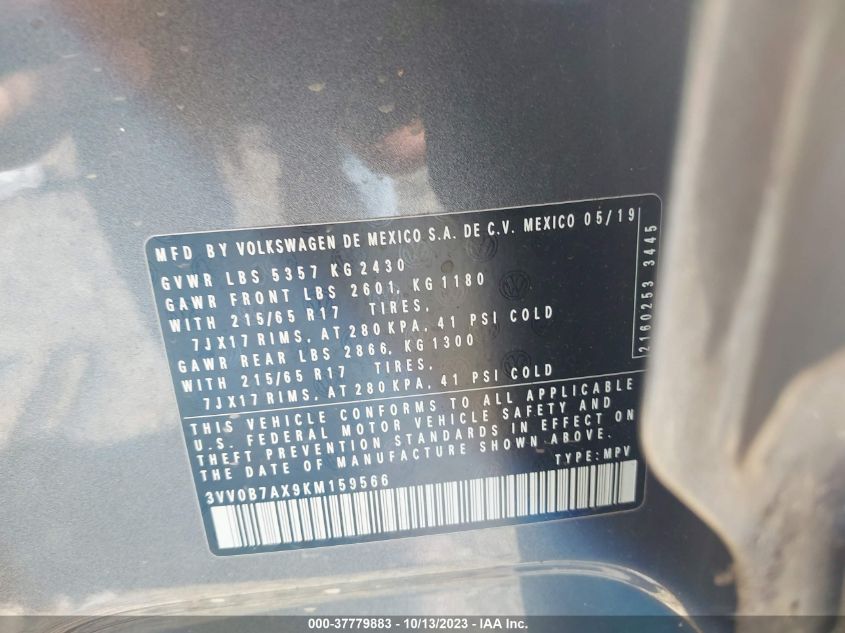 MFD BY VOLKSWAGEN DE MEXICO S.A. DE C.V. MEXICO 05/19
GVWR LBS 5357 KG 2430
GAWR FRONT LBS 2601, KG 1180
WITH 215/65 R17 TIRES,
7JX17 RIMS, AT 280 KPA, 41 PSI COLD
GAWR REAR LBS 2866, KG 1300
WITH 215/65 R17 TIRES,
7JX17 RIMS, AT 280 KPA, 41 PSI COLD
THIS VEHICLE CONFORMS TO ALL APPLICABLE
U.S. FEDERAL MOTOR VEHICLE SAFETY AND
THEFT PREVENTION STANDARDS IN EFFECT ON
THE DATE OF MANUFACTURE SHOWN ABOVE.
TYPE: MPV
3VV0B7AX9KM159566
2160253 3445
000-37779883 - 10/13/2023 - IAA Inc.